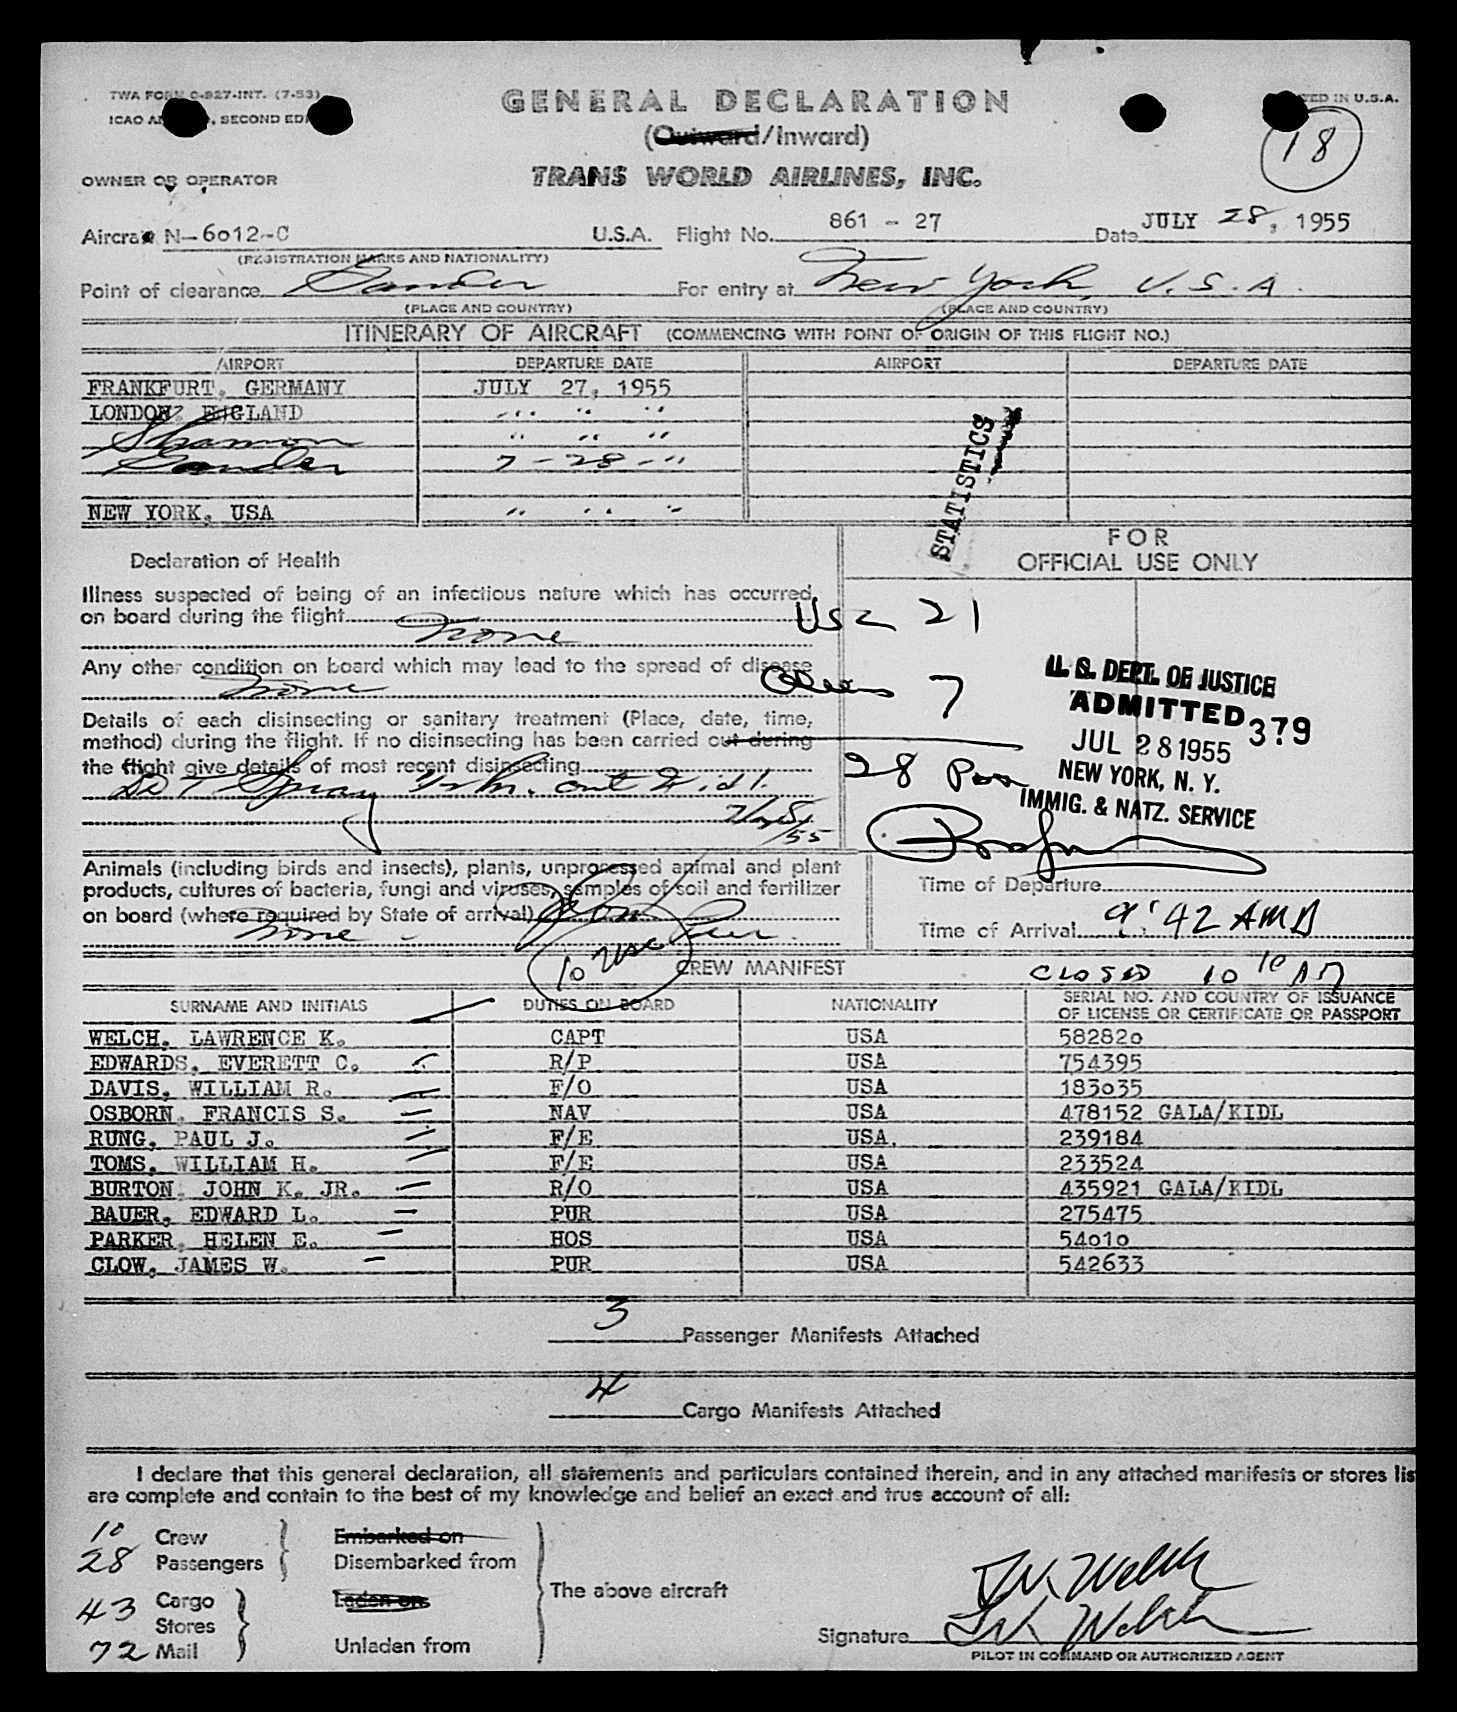 TWA FORM O-927-INT. (7-53)
ICAO SECOND EDI
GENERAL DECLARATION
(Outward/Inward)
TRANS WORLD AIRLINES, INC.
IN U.S.A.
18
OWNER OR OPERATOR
Aircraft N-6012-C U.S.A. Flight No. 861 - 27 Date JULY 28, 1955
(REGISTRATION MARKS AND NATIONALITY)
Point of clearance Gander For entry at New York, U.S.A.
(PLACE AND COUNTRY) (PLACE AND COUNTRY)
ITINERARY OF AIRCRAFT (COMMENCING WITH POINT OF ORIGIN OF THIS FLIGHT NO.)
AIRPORT DEPARTURE DATE AIRPORT DEPARTURE DATE
FRANKFURT, GERMANY JULY 27, 1955
LONDON, ENGLAND " " "
Shannon " " "
Gander 7-28-"
NEW YORK, USA " " "
STATISTICS
FOR
OFFICIAL USE ONLY
Declaration of Health
Illness suspected of being of an infectious nature which has occurred
on board during the flight
None
USC 21
Any other condition on board which may lead to the spread of disease
None
Aliens 7
Details of each disinsecting or sanitary treatment (Place, date, time,
method) during the flight. If no disinsecting has been carried out during
the flight give details of most recent disinsecting
28
U. S. DEPT. OF JUSTICE
ADMITTED 379
JUL 28 1955
NEW YORK, N. Y.
IMMIG. & NATZ. SERVICE
Animals (including birds and insects), plants, unprocessed animal and plant
products, cultures of bacteria, fungi and viruses, samples of soil and fertilizer
on board (where required by State of arrival)
None
10 USC
Time of Departure
Time of Arrival 9:42 AM
CREW MANIFEST
CLOSED 10 10 AM
SURNAME AND INITIALS DUTIES ON BOARD NATIONALITY SERIAL NO. AND COUNTRY OF ISSUANCE
OF LICENSE OR CERTIFICATE OR PASSPORT
WELCH, LAWRENCE K. CAPT USA 582820
EDWARDS, EVERETT C. R/P USA 754395
DAVIS, WILLIAM R. F/O USA 183035
OSBORN, FRANCIS S. NAV USA 478152 GALA/KIDL
RUNG, PAUL J. F/E USA. 239184
TOMS, WILLIAM H. F/E USA 233524
BURTON, JOHN K. JR. R/O USA 435921 GALA/KIDL
BAUER, EDWARD L. PUR USA 275475
PARKER, HELEN E. HOS USA 54010
CLOW, JAMES W. PUR USA 542633
3 Passenger Manifests Attached
4 Cargo Manifests Attached
I declare that this general declaration, all statements and particulars contained therein, and in any attached manifests or stores lis
are complete and contain to the best of my knowledge and belief an exact and true account of all:
10 Crew Embarked on
28 Passengers Disembarked from
The above aircraft
43 Cargo Laden on
Stores
72 Mail Unladen from
L K Welch
Signature L K Welch
PILOT IN COMMAND OR AUTHORIZED AGENT